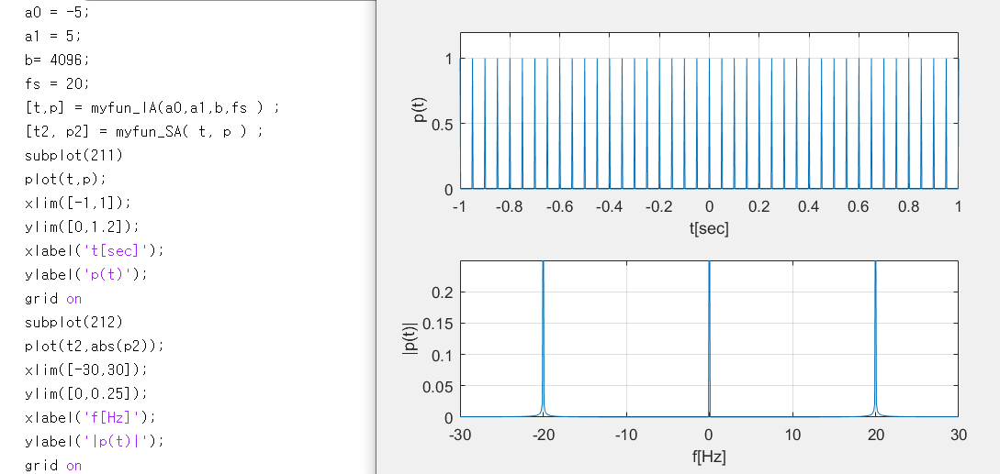 a0 = -5;
a1 = 5;
b= 4096;
fs = 20;
[t,p] = myfun_IA(a0,a1,b,fs ) ;
[t2, p2] = myfun_SA( t, p ) ;
subplot(211)
plot(t,p);
xlim([-1,1]);
ylim([0,1.2]);
xlabel('t[sec]');
ylabel('p(t)');
grid on
subplot(212)
plot(t2,abs(p2));
xlim([-30,30]);
ylim([0,0.25]);
xlabel('f[Hz]');
ylabel('|p(t)|');
grid on
p(t)
1
0.5
0
-1 -0.8 -0.6 -0.4 -0.2 0 0.2 0.4 0.6 0.8 1
t[sec]
|p(t)|
0.2
0.15
0.1
0.05
0
-30 -20 -10 0 10 20 30
f[Hz]